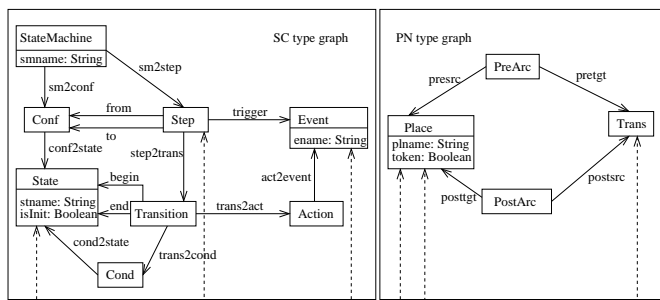 StateMachine
smname: String
SC type graph
sm2step
sm2conf
Conf
from
to
Step
trigger
Event
ename: String
conf2state
step2trans
act2event
State
stname: String
isInit: Boolean
begin
end
Transition
trans2act
Action
cond2state
trans2cond
Cond
PN type graph
PreArc
presrc
pretgt
Place
plname: String
token: Boolean
Trans
posttgt
PostArc
postsrc